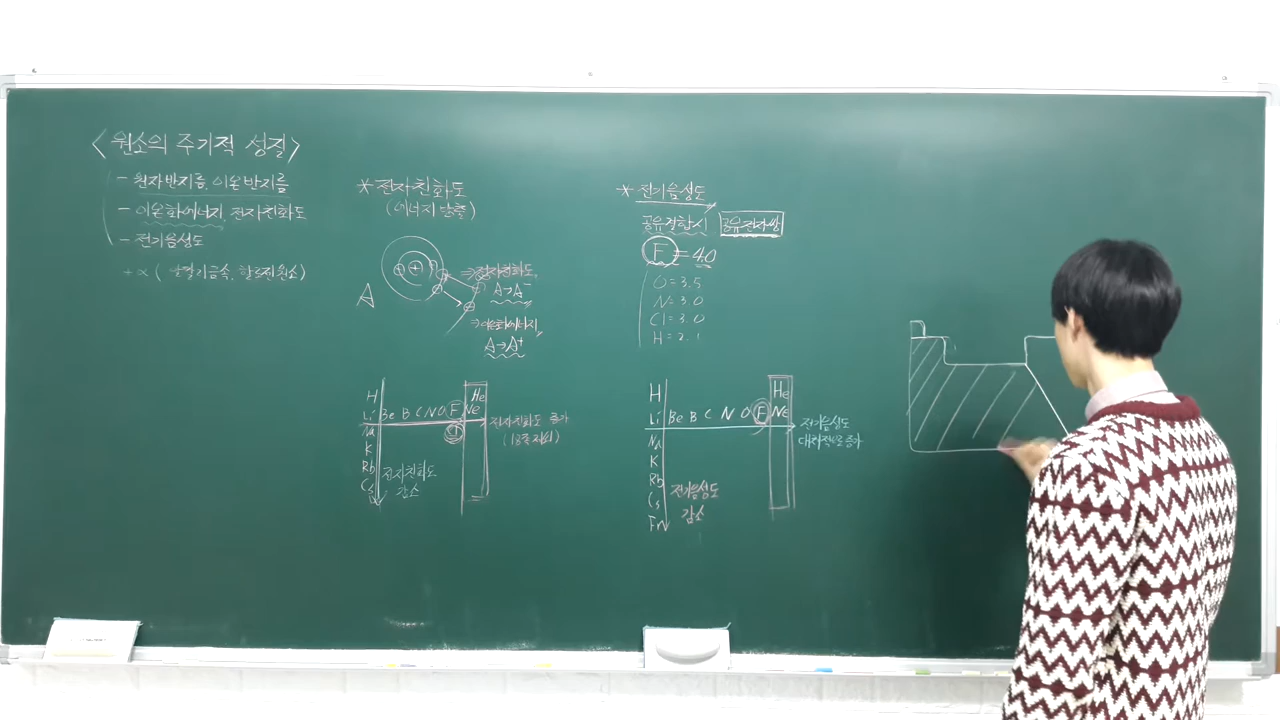 <원소의 주기적 성질>
- 원자반지름, 이온반지름
- 이온화에너지, 전자친화도
- 전기음성도
+ α ( 알칼리금속, 할로젠원소)
* 전자친화도
(에너지 방출)
A
⇒ 전자친화도,
A→A⁻
⇒ 이온화에너지,
A→A⁺
H He
Li Be B C N O F Ne
Na Cl
K
Rb
Cs
전자친화도 증가
(18족 제외)
전자친화도
감소
* 전기음성도
공유결합시 공유전자쌍
F = 4.0
O = 3.5
N = 3.0
Cl = 3.0
H = 2.1
H He
Li Be B C N O F Ne
Na
K
Rb
Cs
Fr
전기음성도
대체적으로 증가
전기음성도
감소